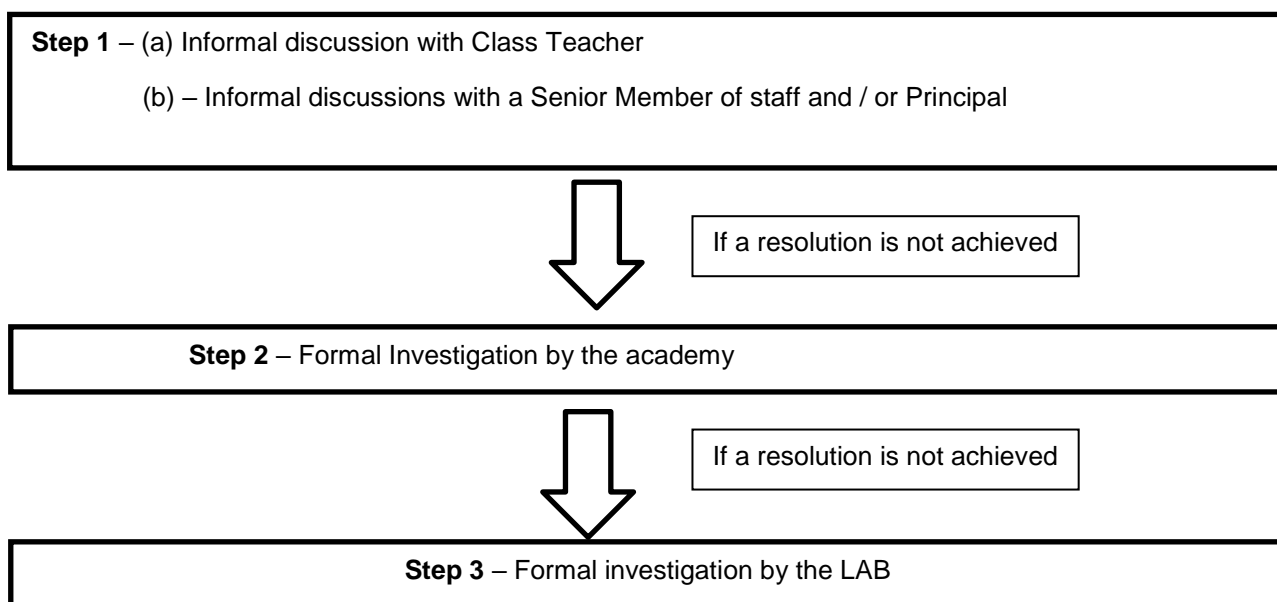 Step 1 – (a) Informal discussion with Class Teacher
(b) – Informal discussions with a Senior Member of staff and / or Principal
If a resolution is not achieved
Step 2 – Formal Investigation by the academy
If a resolution is not achieved
Step 3 – Formal investigation by the LAB